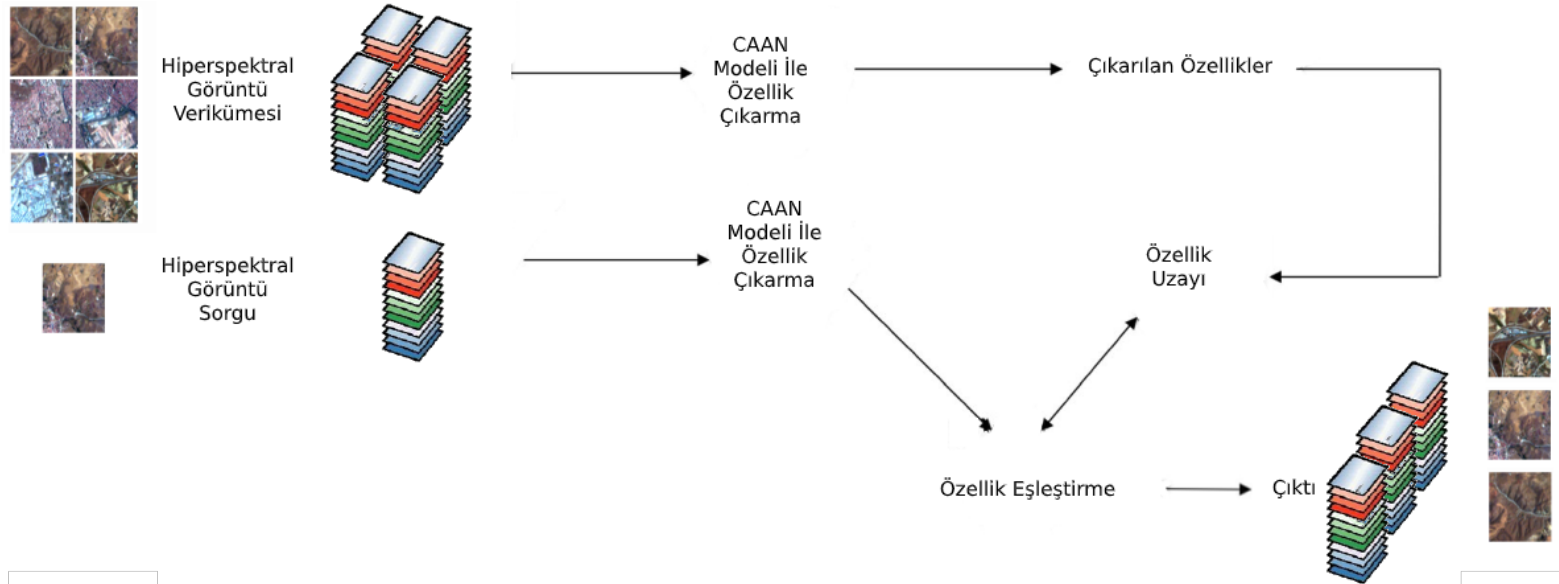 Hiperspektral
Görüntü
Verikümesi
CAAN
Modeli İle
Özellik
Çıkarma
Çıkarılan Özellikler
Hiperspektral
Görüntü
Sorgu
CAAN
Modeli İle
Özellik
Çıkarma
Özellik
Uzayı
Özellik Eşleştirme
Çıktı